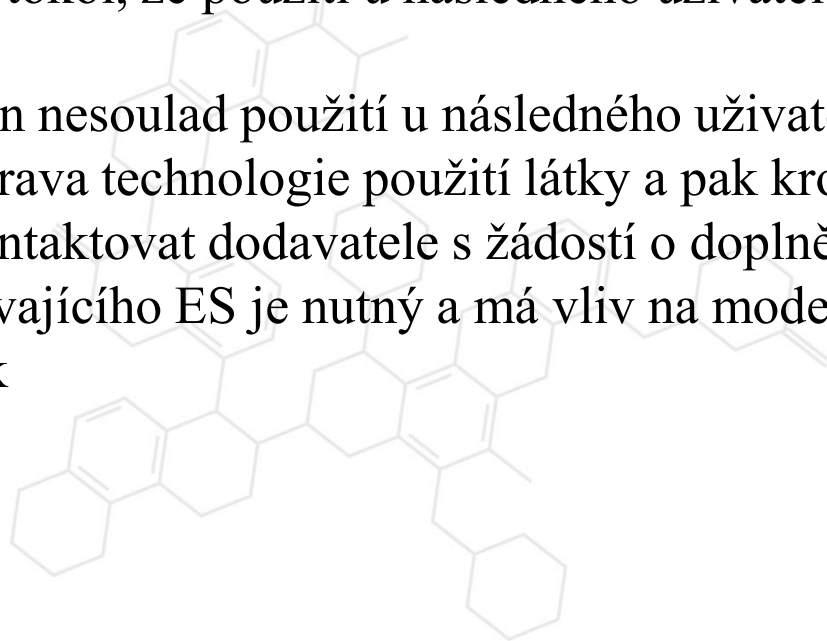 n nesoulad použití u následného uživat
rava technologie použití látky a pak kro
ntaktovat dodavatele s žádostí o doplně
vajícího ES je nutný a má vliv na mode
k